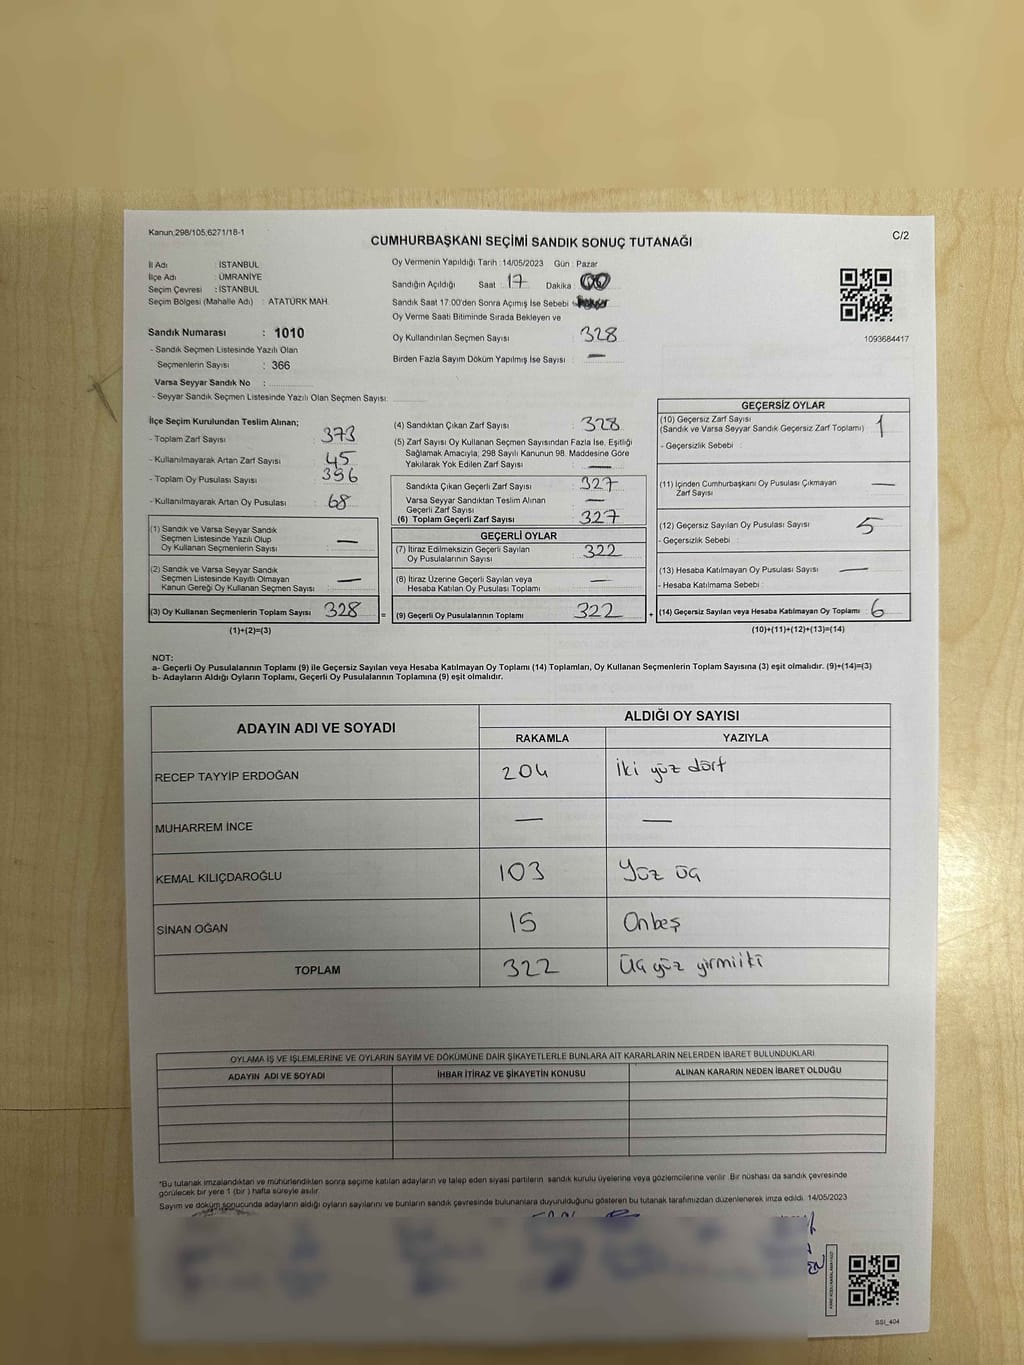 Kanun;298/105;6271/18-1
CUMHURBAŞKANI SEÇİMİ SANDIK SONUÇ TUTANAĞI
C/2
İl Adı : İSTANBUL
İlçe Adı : ÜMRANİYE
Seçim Çevresi : İSTANBUL
Seçim Bölgesi (Mahalle Adı) : ATATÜRK MAH.
Sandık Numarası : 1010
- Sandık Seçmen Listesinde Yazılı Olan
Seçmenlerin Sayısı : 366
Varsa Seyyar Sandık No :
- Seyyar Sandık Seçmen Listesinde Yazılı Olan Seçmen Sayısı:
Oy Vermenin Yapıldığı Tarih : 14/05/2023 Gün : Pazar
Sandığın Açıldığı Saat : 17 Dakika : 00
Sandık Saat 17:00'den Sonra Açılmış İse Sebebi :
Oy Verme Saati Bitiminde Sırada Bekleyen ve
Oy Kullandırılan Seçmen Sayısı : 328
Birden Fazla Sayım Döküm Yapılmış İse Sayısı : —
1093684417
İlçe Seçim Kurulundan Teslim Alınan;
- Toplam Zarf Sayısı : 373
- Kullanılmayarak Artan Zarf Sayısı : 45
- Toplam Oy Pusulası Sayısı : 396
- Kullanılmayarak Artan Oy Pusulası : 68
(1) Sandık ve Varsa Seyyar Sandık
Seçmen Listesinde Yazılı Olup
Oy Kullanan Seçmenlerin Sayısı : —
(2) Sandık ve Varsa Seyyar Sandık
Seçmen Listesinde Kayıtlı Olmayan
Kanun Gereği Oy Kullanan Seçmen Sayısı : —
(3) Oy Kullanan Seçmenlerin Toplam Sayısı : 328
(1)+(2)=(3)
(4) Sandıktan Çıkan Zarf Sayısı : 328
(5) Zarf Sayısı Oy Kullanan Seçmen Sayısından Fazla İse, Eşitliği
Sağlamak Amacıyla; 298 Sayılı Kanunun 98. Maddesine Göre
Yakılarak Yok Edilen Zarf Sayısı : —
Sandıkta Çıkan Geçerli Zarf Sayısı : 327
Varsa Seyyar Sandıktan Teslim Alınan
Geçerli Zarf Sayısı : —
(6) Toplam Geçerli Zarf Sayısı : 327
GEÇERLİ OYLAR
(7) İtiraz Edilmeksizin Geçerli Sayılan
Oy Pusulalarının Sayısı : 322
(8) İtiraz Üzerine Geçerli Sayılan veya
Hesaba Katılan Oy Pusulası Toplamı : —
= (9) Geçerli Oy Pusulalarının Toplamı : 322 +
GEÇERSİZ OYLAR
(10) Geçersiz Zarf Sayısı
(Sandık ve Varsa Seyyar Sandık Geçersiz Zarf Toplamı) : 1
- Geçersizlik Sebebi :
(11) İçinden Cumhurbaşkanı Oy Pusulası Çıkmayan
Zarf Sayısı : —
(12) Geçersiz Sayılan Oy Pusulası Sayısı : 5
- Geçersizlik Sebebi :
(13) Hesaba Katılmayan Oy Pusulası Sayısı : —
- Hesaba Katılmama Sebebi :
(14) Geçersiz Sayılan veya Hesaba Katılmayan Oy Toplamı : 6
(10)+(11)+(12)+(13)=(14)
NOT:
a- Geçerli Oy Pusulalarının Toplamı (9) ile Geçersiz Sayılan veya Hesaba Katılmayan Oy Toplamı (14) Toplamları, Oy Kullanan Seçmenlerin Toplam Sayısına (3) eşit olmalıdır. (9)+(14)=(3)
b- Adayların Aldığı Oyların Toplamı, Geçerli Oy Pusulalarının Toplamına (9) eşit olmalıdır.
ADAYIN ADI VE SOYADI
ALDIĞI OY SAYISI
RAKAMLA YAZIYLA
RECEP TAYYİP ERDOĞAN 204 iki yüz dört
MUHARREM İNCE — —
KEMAL KILIÇDAROĞLU 103 Yüz üç
SİNAN OĞAN 15 Onbeş
TOPLAM 322 Üç yüz yirmiiki
OYLAMA İŞ VE İŞLEMLERİNE VE OYLARIN SAYIM VE DÖKÜMÜNE DAİR ŞİKAYETLERLE BUNLARA AİT KARARLARIN NELERDEN İBARET BULUNDUKLARI
ADAYIN ADI VE SOYADI İHBAR İTİRAZ VE ŞİKAYETİN KONUSU ALINAN KARARIN NEDEN İBARET OLDUĞU
*Bu tutanak imzalandıktan ve mühürlendikten sonra seçime katılan adayların ve talep eden siyasi partilerin sandık kurulu üyelerine veya gözlemcilerine verilir. Bir nüshası da sandık çevresinde
görülecek bir yere 1 (bir) hafta süreyle asılır.
Sayım ve döküm sonucunda adayların aldığı oyların sayılarını ve bunların sandık çevresinde bulunanlara duyurulduğunu gösteren bu tutanak tarafımızdan düzenlenerek imza edildi. 14/05/2023
SSI_404